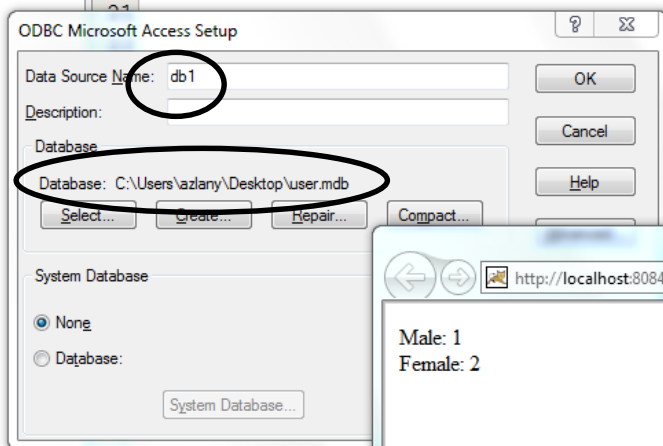 21
ODBC Microsoft Access Setup
Data Source Name: db1
OK
Description:
Cancel
Database
Database: C:\Users\azlany\Desktop\user.mdb
Help
Select...
Create...
Repair...
Compact...
System Database
http://localhost:8084
None
Male: 1
Database:
Female: 2
System Database...